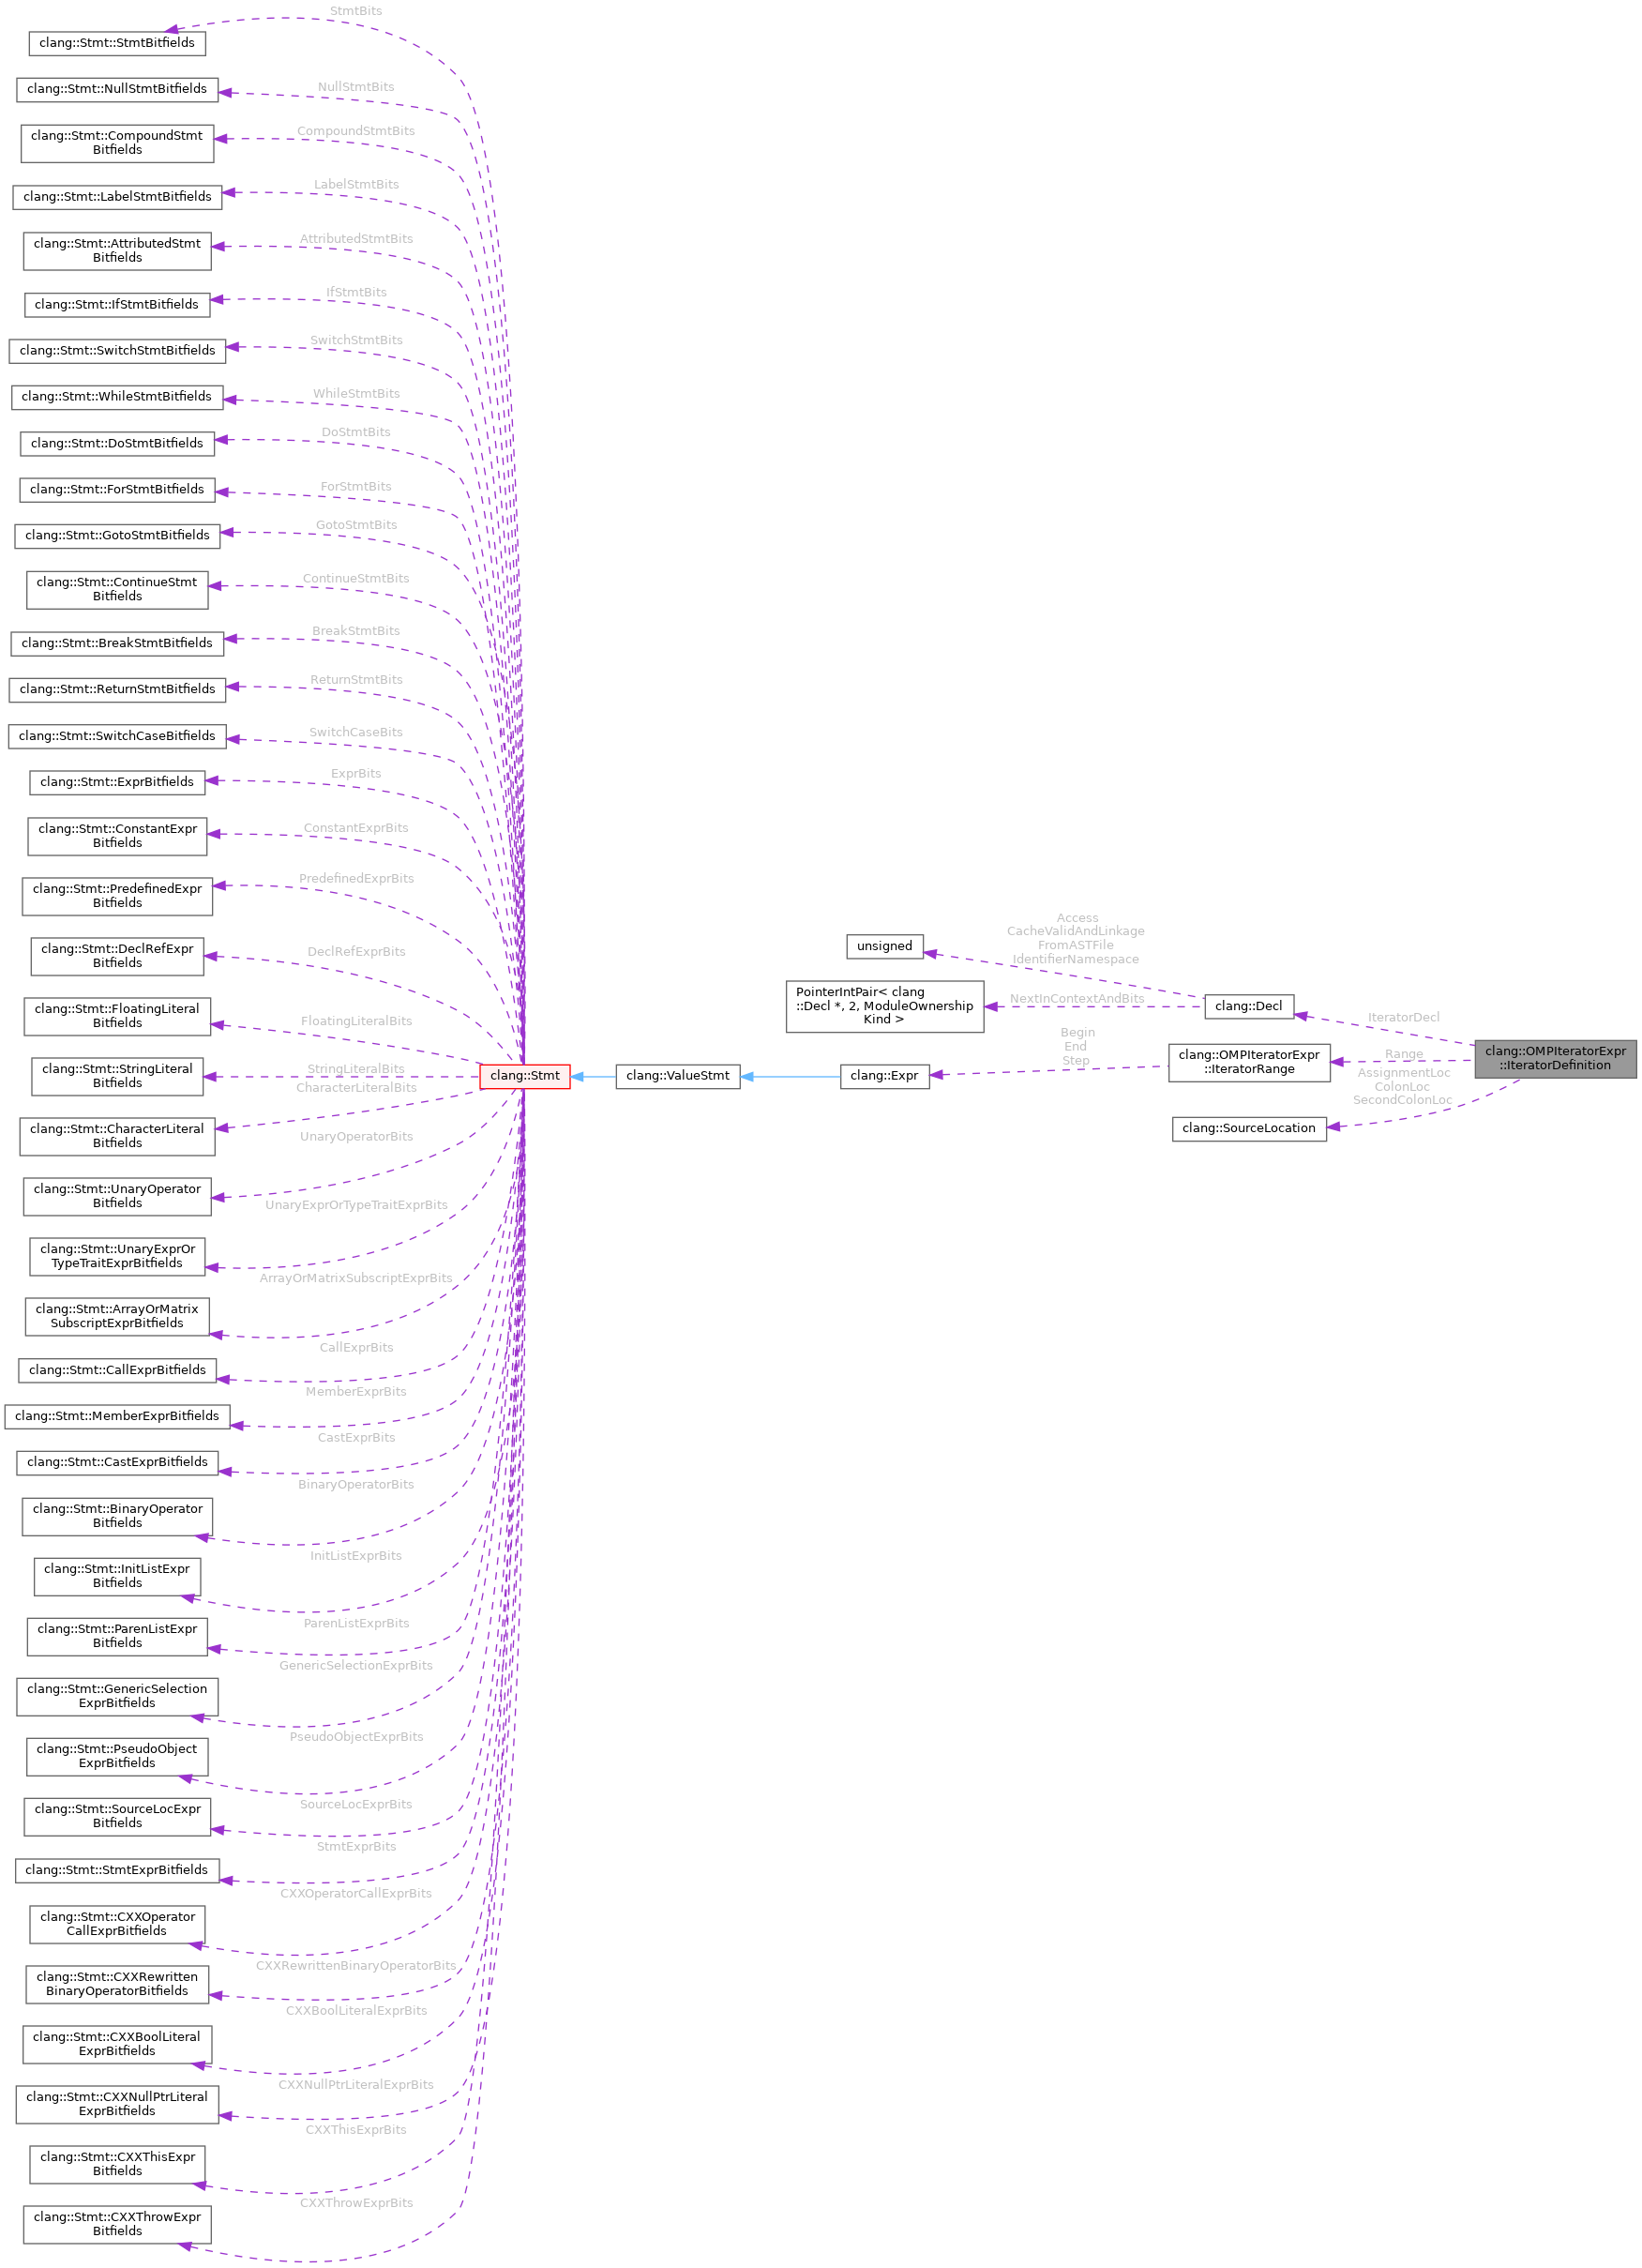 StmtBits
clang::Stmt::StmtBitfields
NullStmtBits
clang::Stmt::NullStmtBitfields
CompoundStmtBits
clang::Stmt::CompoundStmt
Bitfields
LabelStmtBits
clang::Stmt::LabelStmtBitfields
AttributedStmtBits
clang::Stmt::AttributedStmt
Bitfields
IfStmtBits
clang::Stmt::IfStmtBitfields
SwitchStmtBits
clang::Stmt::SwitchStmtBitfields
WhileStmtBits
clang::Stmt::WhileStmtBitfields
DoStmtBits
clang::Stmt::DoStmtBitfields
ForStmtBits
clang::Stmt::ForStmtBitfields
GotoStmtBits
clang::Stmt::GotoStmtBitfields
ContinueStmtBits
clang::Stmt::ContinueStmt
Bitfields
BreakStmtBits
clang::Stmt::BreakStmtBitfields
ReturnStmtBits
clang::Stmt::ReturnStmtBitfields
SwitchCaseBits
clang::Stmt::SwitchCaseBitfields
ExprBits
clang::Stmt::ExprBitfields
ConstantExprBits
clang::Stmt::ConstantExpr
Bitfields
PredefinedExprBits
clang::Stmt::PredefinedExpr
Bitfields
DeclRefExprBits
clang::Stmt::DeclRefExpr
Bitfields
FloatingLiteralBits
clang::Stmt::FloatingLiteral
Bitfields
StringLiteralBits
clang::Stmt::StringLiteral
Bitfields
CharacterLiteralBits
clang::Stmt::CharacterLiteral
Bitfields
UnaryOperatorBits
clang::Stmt::UnaryOperator
Bitfields
UnaryExprOrTypeTraitExprBits
clang::Stmt::UnaryExprOr
TypeTraitExprBitfields
ArrayOrMatrixSubscriptExprBits
clang::Stmt::ArrayOrMatrix
SubscriptExprBitfields
CallExprBits
clang::Stmt::CallExprBitfields
MemberExprBits
clang::Stmt::MemberExprBitfields
CastExprBits
clang::Stmt::CastExprBitfields
BinaryOperatorBits
clang::Stmt::BinaryOperator
Bitfields
InitListExprBits
clang::Stmt::InitListExpr
Bitfields
ParenListExprBits
clang::Stmt::ParenListExpr
Bitfields
GenericSelectionExprBits
clang::Stmt::GenericSelection
ExprBitfields
PseudoObjectExprBits
clang::Stmt::PseudoObject
ExprBitfields
SourceLocExprBits
clang::Stmt::SourceLocExpr
Bitfields
StmtExprBits
clang::Stmt::StmtExprBitfields
CXXOperatorCallExprBits
clang::Stmt::CXXOperator
CallExprBitfields
CXXRewrittenBinaryOperatorBits
clang::Stmt::CXXRewritten
BinaryOperatorBitfields
CXXBoolLiteralExprBits
clang::Stmt::CXXBoolLiteral
ExprBitfields
CXXNullPtrLiteralExprBits
clang::Stmt::CXXNullPtrLiteral
ExprBitfields
CXXThisExprBits
clang::Stmt::CXXThisExpr
Bitfields
CXXThrowExprBits
clang::Stmt::CXXThrowExpr
Bitfields
clang::Stmt
clang::ValueStmt
clang::Expr
unsigned
PointerIntPair< clang
::Decl *, 2, ModuleOwnership
Kind >
Access
CacheValidAndLinkage
FromASTFile
IdentifierNamespace
NextInContextAndBits
Begin
End
Step
clang::Decl
clang::OMPIteratorExpr
::IteratorRange
clang::SourceLocation
IteratorDecl
Range
AssignmentLoc
ColonLoc
SecondColonLoc
clang::OMPIteratorExpr
::IteratorDefinition